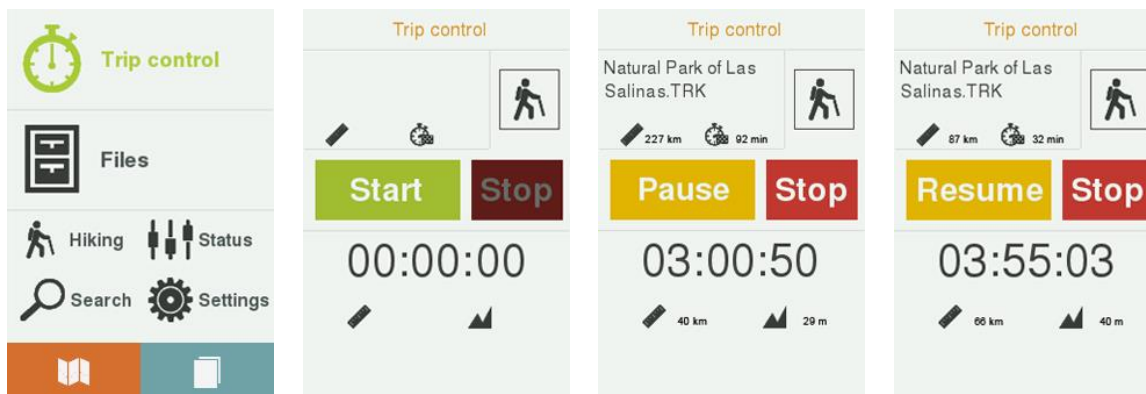 Trip control
Files
Hiking
Status
Search
Settings
Trip control
Start
Stop
00:00:00
Trip control
Natural Park of Las
Salinas.TRK
227 km
92 min
Pause
Stop
03:00:50
40 km
29 m
Trip control
Natural Park of Las
Salinas.TRK
87 km
32 min
Resume
Stop
03:55:03
66 km
40 m